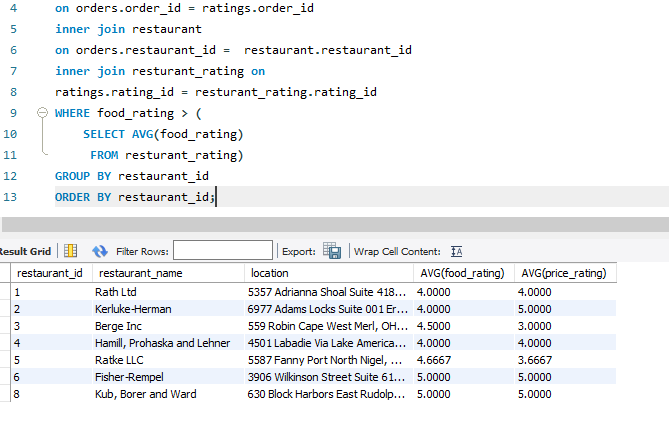 4 on orders.order_id = ratings.order_id
5 inner join restaurant
6 on orders.restaurant_id =  restaurant.restaurant_id
7 inner join resturant_rating on
8 ratings.rating_id = resturant_rating.rating_id
9 WHERE food_rating > (
10 SELECT AVG(food_rating)
11 FROM resturant_rating)
12 GROUP BY restaurant_id
13 ORDER BY restaurant_id;
Result Grid Filter Rows: Export: Wrap Cell Content: IA
restaurant_id restaurant_name location AVG(food_rating) AVG(price_rating)
1 Rath Ltd 5357 Adrianna Shoal Suite 418... 4.0000 4.0000
2 Kerluke-Herman 6977 Adams Locks Suite 001 Er... 4.0000 5.0000
3 Berge Inc 559 Robin Cape West Merl, OH... 4.5000 3.0000
4 Hamill, Prohaska and Lehner 4501 Labadie Via Lake America... 4.0000 4.0000
5 Ratke LLC 5587 Fanny Port North Nigel, ... 4.6667 3.6667
6 Fisher-Rempel 3906 Wilkinson Street Suite 61... 5.0000 5.0000
8 Kub, Borer and Ward 630 Block Harbors East Rudolp... 5.0000 5.0000